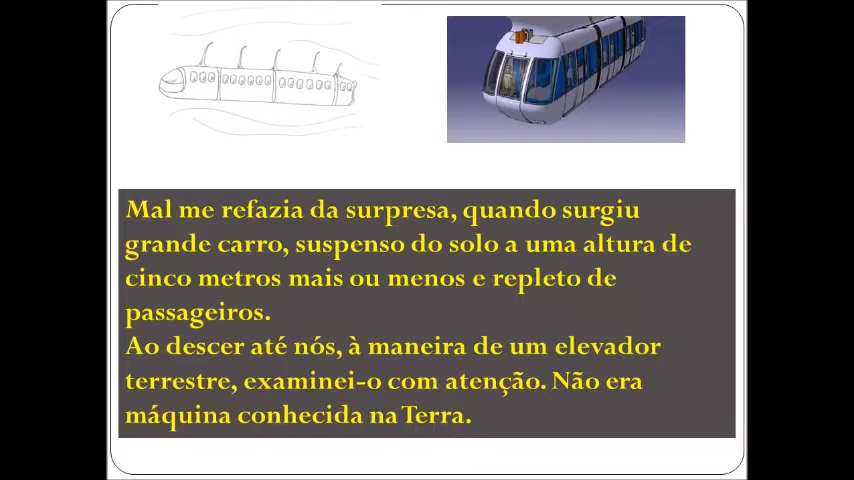 Mal me refazia da surpresa, quando surgiu
grande carro, suspenso do solo a uma altura de
cinco metros mais ou menos e repleto de
passageiros.
Ao descer até nós, à maneira de um elevador
terrestre, examinei-o com atenção. Não era
máquina conhecida na Terra.